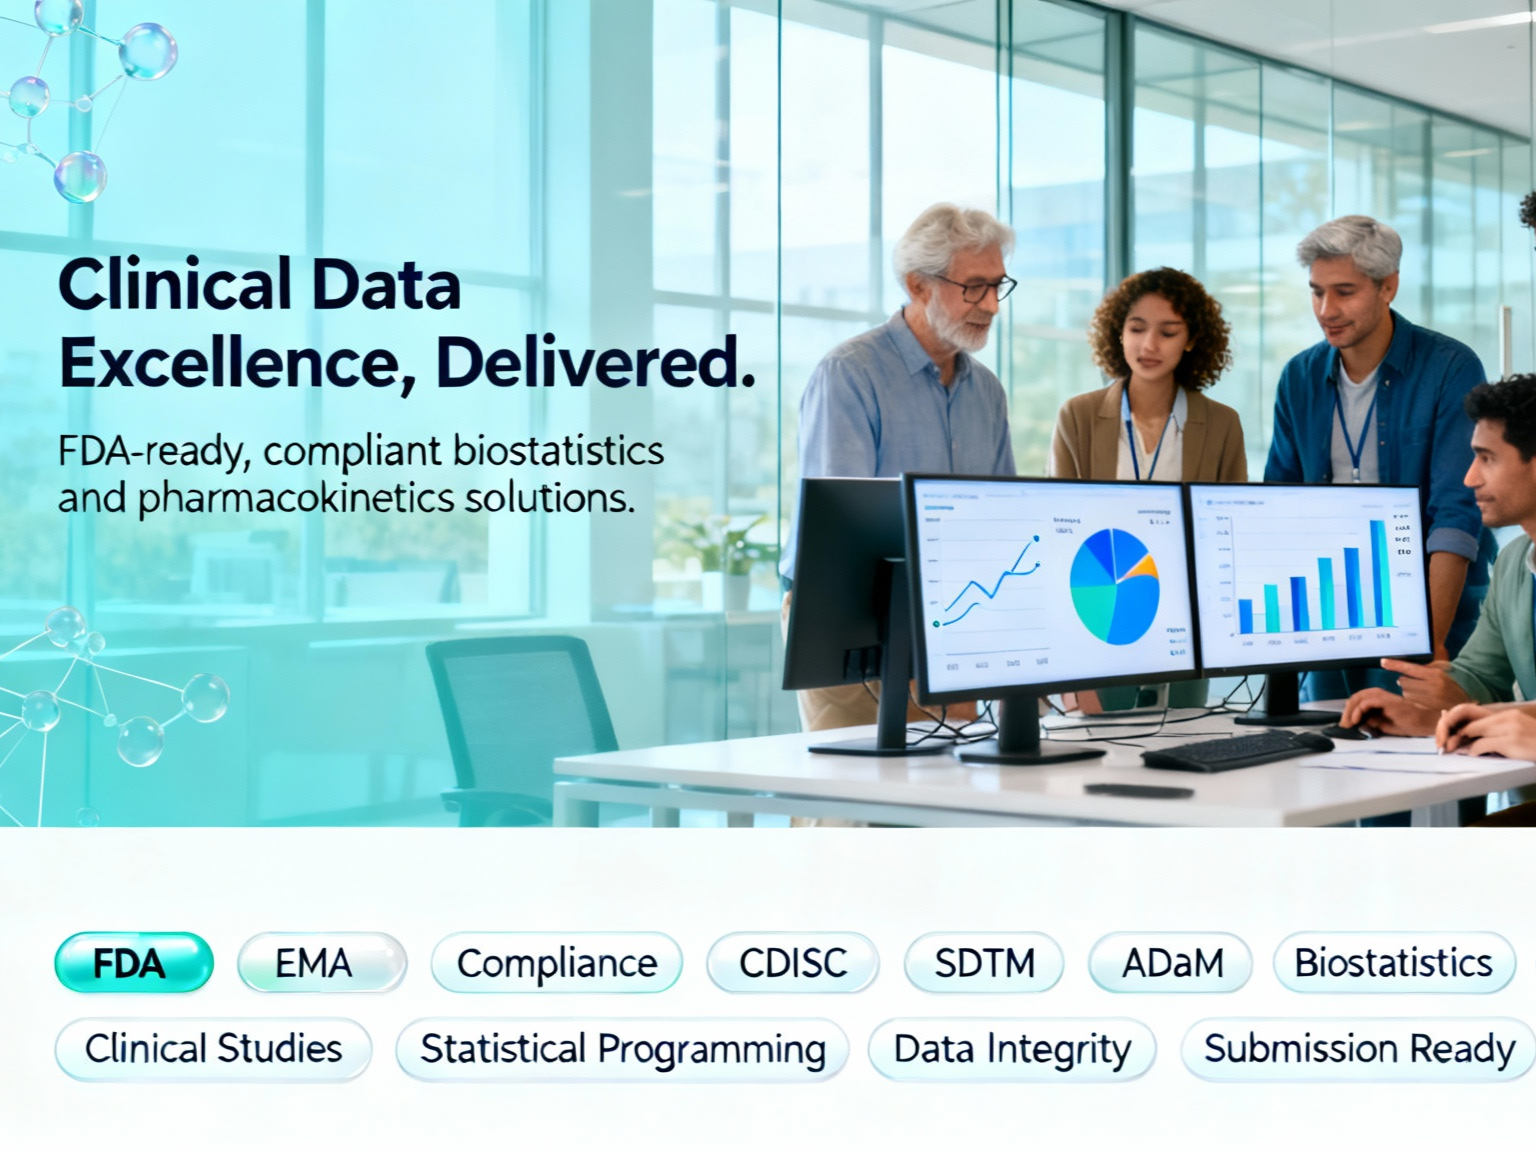 Clinical Data
Excellence, Delivered.
FDA-ready, compliant biostatistics
and pharmacokinetics solutions.
FDA EMA Compliance CDISC SDTM ADaM Biostatistics
Clinical Studies Statistical Programming Data Integrity Submission Ready